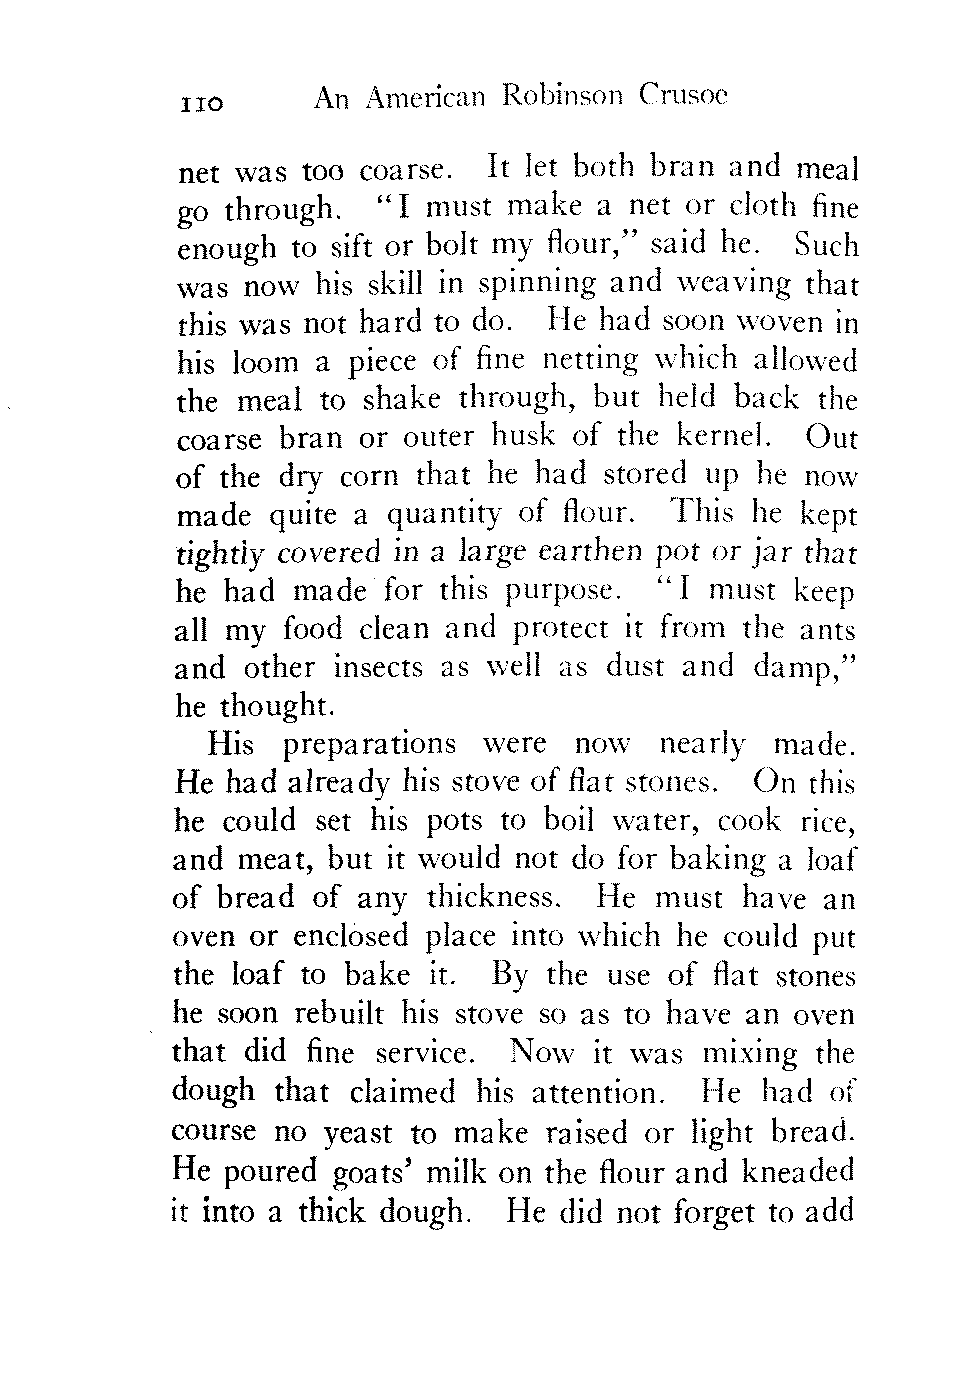 110 An American Robinson Crusoe
net was too coarse. It let both bran and meal
go through. "I must make a net or cloth fine
enough to sift or bolt my flour," said he. Such
was now his skill in spinning and weaving that
this was not hard to do. He had soon woven in
his loom a piece of fine netting which allowed
the meal to shake through, but held back the
coarse bran or outer husk of the kernel. Out
of the dry corn that he had stored up he now
made quite a quantity of flour. This he kept
tightly covered in a large earthen pot or jar that
he had made for this purpose. "I must keep
all my food clean and protect it from the ants
and other insects as well as dust and damp,"
he thought.
His preparations were now nearly made.
He had already his stove of flat stones. On this
he could set his pots to boil water, cook rice,
and meat, but it would not do for baking a loaf
of bread of any thickness. He must have an
oven or enclosed place into which he could put
the loaf to bake it. By the use of flat stones
he soon rebuilt his stove so as to have an oven
that did fine service. Now it was mixing the
dough that claimed his attention. He had of
course no yeast to make raised or light bread.
He poured goats' milk on the flour and kneaded
it into a thick dough. He did not forget to add